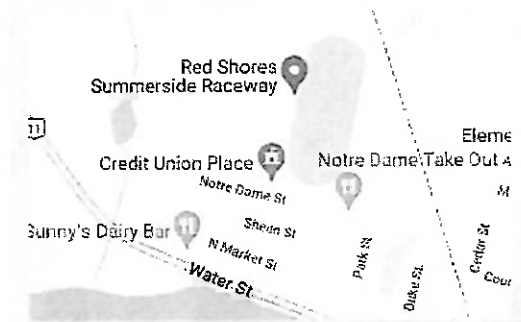 Red Shores
Summerside Raceway
11
Eleme
Credit Union Place
Notre Dame Take Out
Notre Dame St
Sunny's Dairy Bar
Sheen St
N Market St
Water St
Park St
Duke St.
Cedar St
Cour